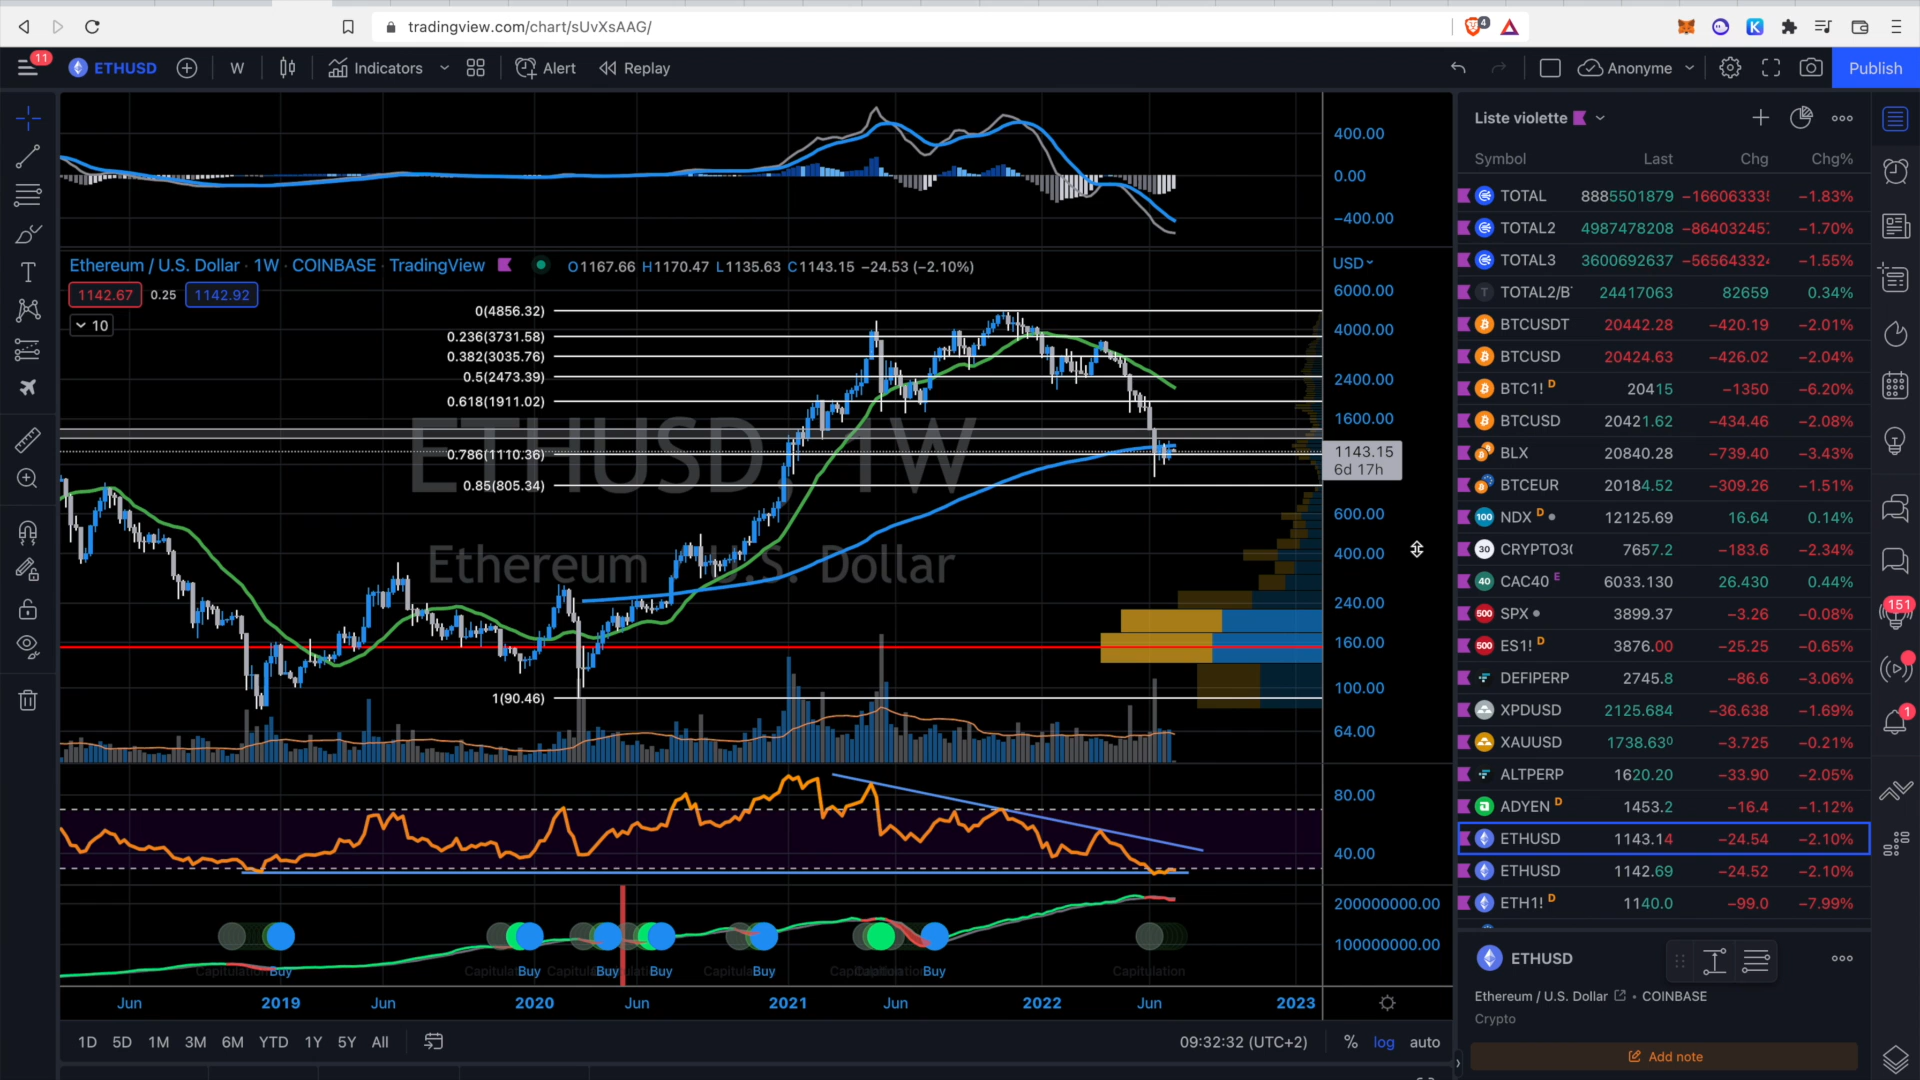 4
tradingview.com/chart/sUvXsAAG/
11
ETHUSD W Indicators Alert Replay Anonyme Publish
400.00
0.00
−400.00
Ethereum / U.S. Dollar · 1W · COINBASE · TradingView O1167.66 H1170.47 L1135.63 C1143.15 −24.53 (−2.10%)
1142.67 0.25 1142.92
10
ETHUSD, 1W
Ethereum U.S. Dollar
0(4856.32)
0.236(3731.58)
0.382(3035.76)
0.5(2473.39)
0.618(1911.02)
0.786(1110.36)
0.85(805.34)
1(90.46)
USD
6000.00
4000.00
2400.00
1600.00
1143.15
6d 17h
600.00
400.00
240.00
160.00
100.00
64.00
80.00
40.00
200000000.00
100000000.00
Buy Buy Buy Buy Buy Capitulation
Jun 2019 Jun 2020 Jun 2021 Jun 2022 Jun 2023
1D 5D 1M 3M 6M YTD 1Y 5Y All 09:32:32 (UTC+2) % log auto
Liste violette
Symbol Last Chg Chg%
TOTAL 8885501879 −1.83%
TOTAL2 4987478208 −1.70%
TOTAL3 3600692637 −1.55%
T TOTAL2/B 24417063 82659 0.34%
BTCUSDT 20442.28 −420.19 −2.01%
BTCUSD 20424.63 −426.02 −2.04%
BTC1! D 20415 −1350 −6.20%
BTCUSD 20421.62 −434.46 −2.08%
BLX 20840.28 −739.40 −3.43%
BTCEUR 20184.52 −309.26 −1.51%
100 NDX D 12125.69 16.64 0.14%
30 7657.2 −183.6 −2.34%
40 CAC40 E 6033.130 26.430 0.44%
500 SPX 3899.37 −3.26 −0.08%
500 ES1! D 3876.00 −25.25 −0.65%
DEFIPERP 2745.8 −86.6 −3.06%
XPDUSD 2125.684 −36.638 −1.69%
XAUUSD 1738.630 −3.725 −0.21%
ALTPERP 1620.20 −33.90 −2.05%
ADYEN D 1453.2 −16.4 −1.12%
ETHUSD 1143.14 −24.54 −2.10%
ETHUSD 1142.69 −24.52 −2.10%
ETH1! D 1140.0 −99.0 −7.99%
ETHUSD
Ethereum / U.S. Dollar • COINBASE
Crypto
Add note
151
1